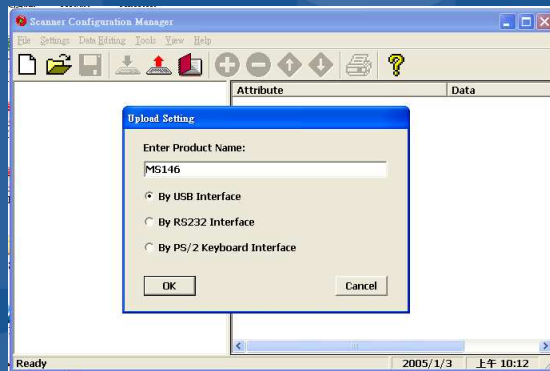 Scanner Configuration Manager
File Settings Data Editing Tools View Help
Attribute Data
Upload Setting
Enter Product Name:
MS146
By USB Interface
By RS232 Interface
By PS/2 Keyboard Interface
OK Cancel
Ready 2005/1/3 上午 10:12